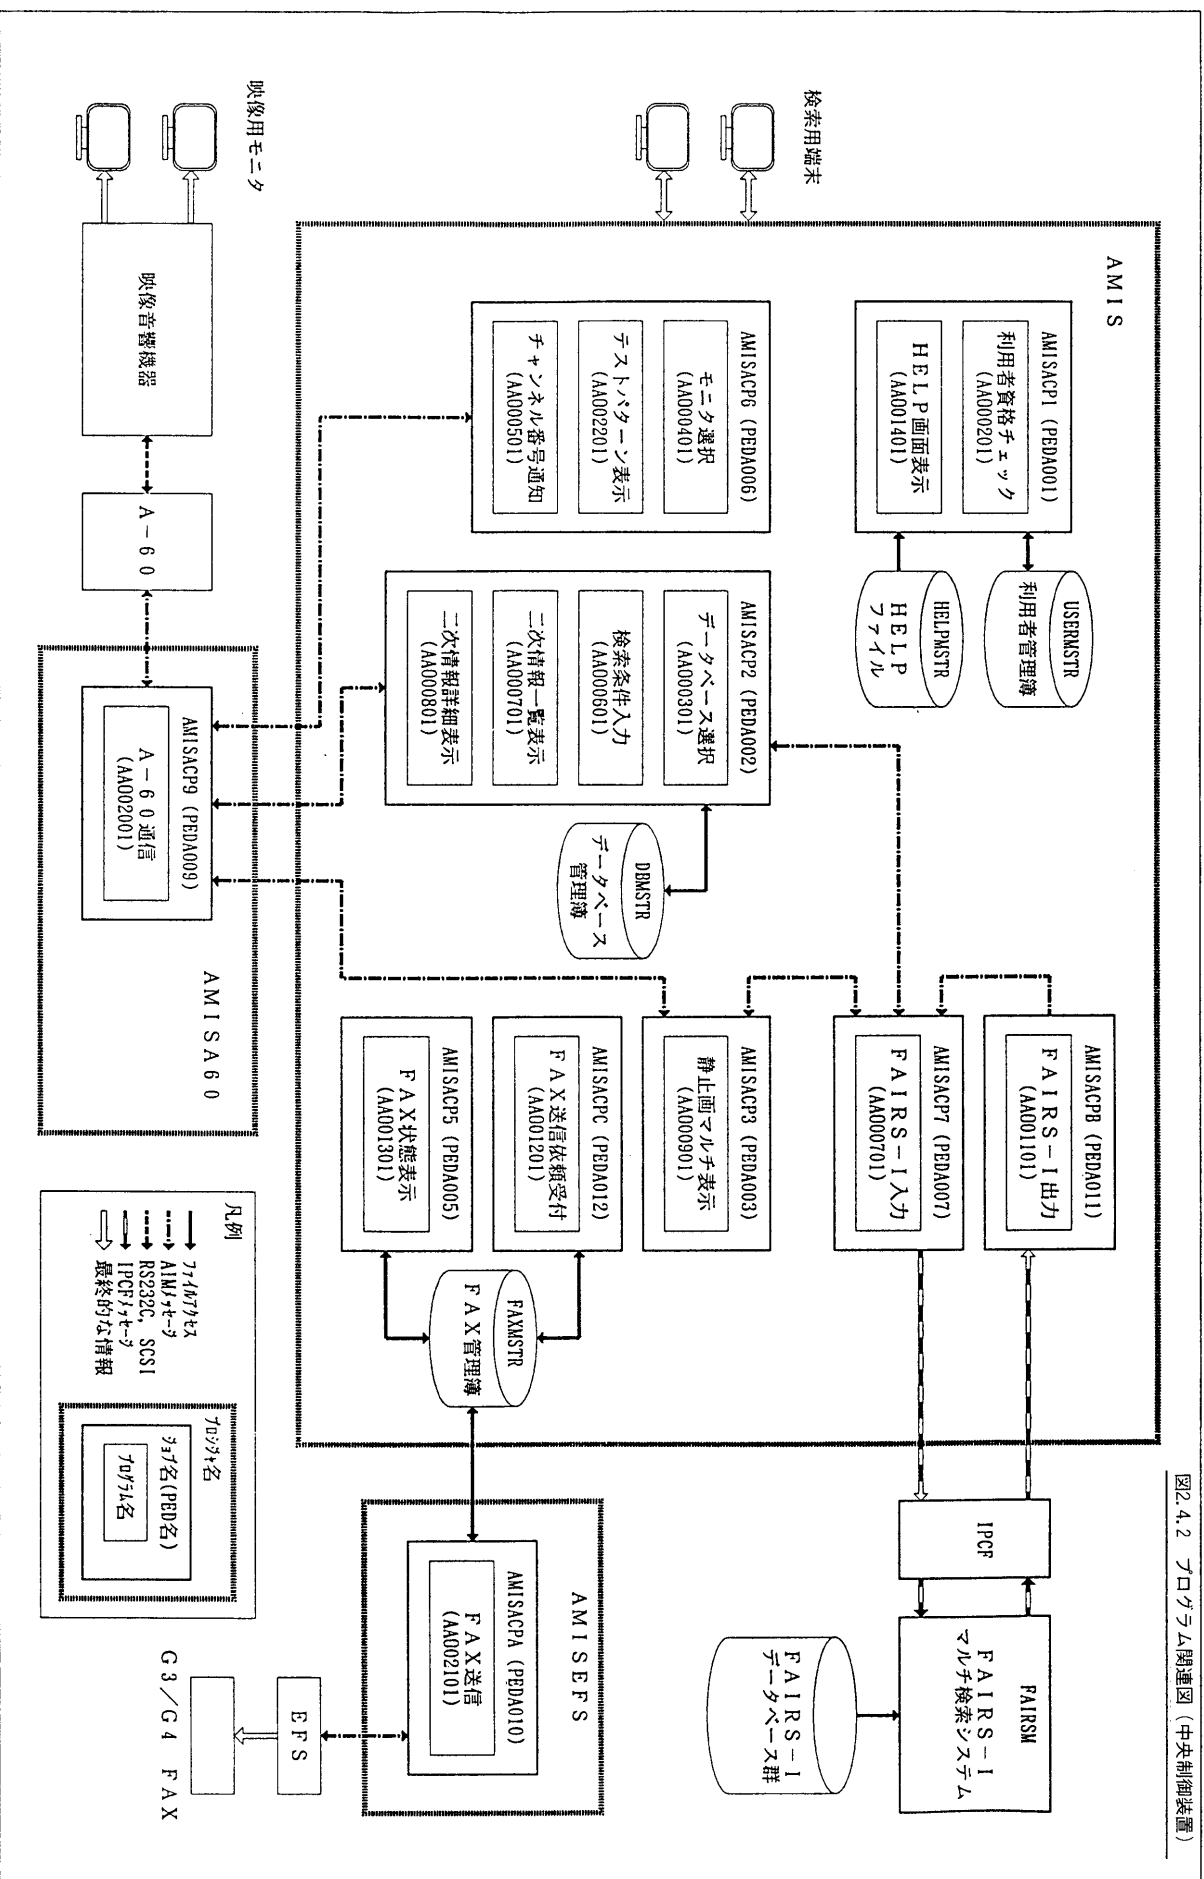 図2.4.2 プログラム関連図（中央制御装置）
検索用端末
映像用モニタ
AMIS
AMISACP1 (PEDA001)
利用者資格チェック
(AA000201)
HELP画面表示
(AA001401)
USERMSTR
利用者管理簿
HELPMSTR
HELP
ファイル
AMISACP6 (PEDA006)
モニタ選択
(AA000401)
テストパターン表示
(AA002201)
チャンネル番号通知
(AA000501)
AMISACP2 (PEDA002)
データベース選択
(AA000301)
検索条件入力
(AA000601)
二次情報一覧表示
(AA000701)
二次情報詳細表示
(AA000801)
DBMSTR
データベース
管理簿
AMISACPB (PEDA011)
FAIRS－I出力
(AA001101)
AMISACP7 (PEDA007)
FAIRS－I入力
(AA000701)
AMISACP3 (PEDA003)
静止画マルチ表示
(AA000901)
AMISACPC (PEDA012)
FAX送信依頼受付
(AA001201)
AMISACP5 (PEDA005)
FAX状態表示
(AA001301)
FAXMSTR
FAX管理簿
IPCF
FAIRSM
FAIRS－I
マルチ検索システム
FAIRS－I
データベース群
AMISEFS
AMISACPA (PEDA010)
FAX送信
(AA002101)
EFS
G3／G4 FAX
映像音響機器
A－60
AMISA60
AMISACP9 (PEDA009)
A－60通信
(AA002001)
凡例
ﾌｧｲﾙｱｸｾｽ
AIMﾒｯｾｰｼﾞ
RS232C, SCSI
IPCFﾒｯｾｰｼﾞ
最終的な情報
ﾌﾟﾛｼｼﾞｬ名
ｼﾞｮﾌﾞ名(PED名)
ﾌﾟﾛｸﾞﾗﾑ名